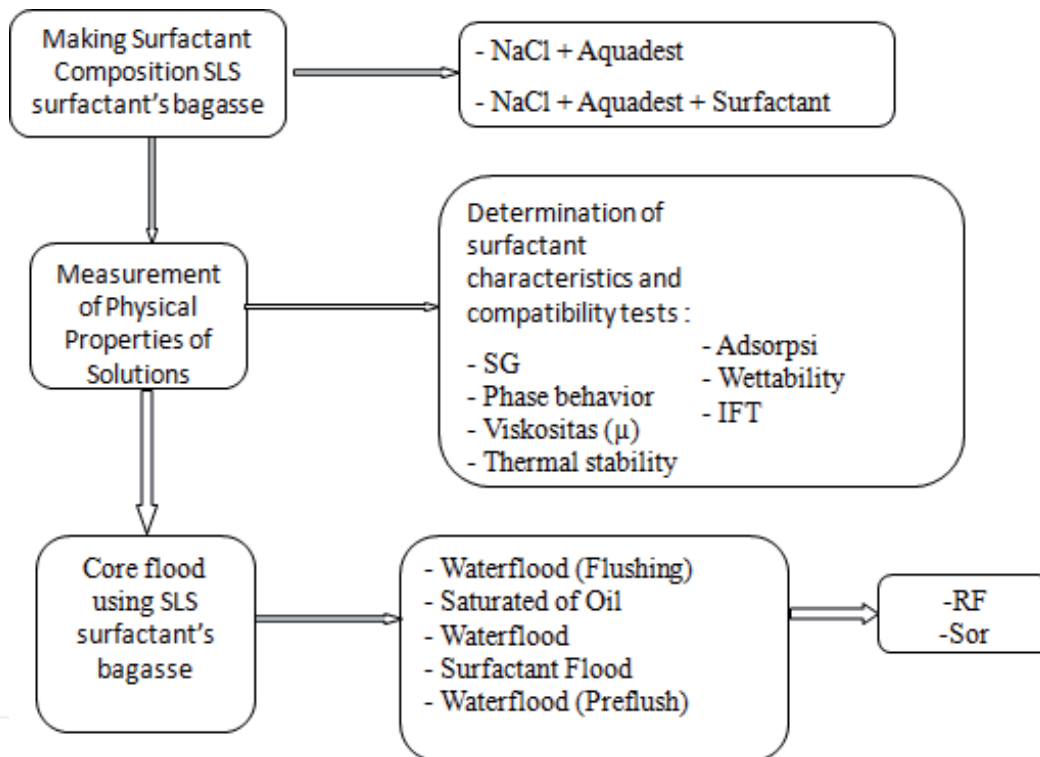 Making Surfactant
Composition SLS
surfactant's bagasse
- NaCl + Aquadest
- NaCl + Aquadest + Surfactant
Measurement
of Physical
Properties of
Solutions
Determination of
surfactant
characteristics and
compatibility tests :
- SG
- Phase behavior
- Viskositas (μ)
- Thermal stability
- Adsorpsi
- Wettability
- IFT
Core flood
using SLS
surfactant's
bagasse
- Waterflood (Flushing)
- Saturated of Oil
- Waterflood
- Surfactant Flood
- Waterflood (Preflush)
-RF
-Sor